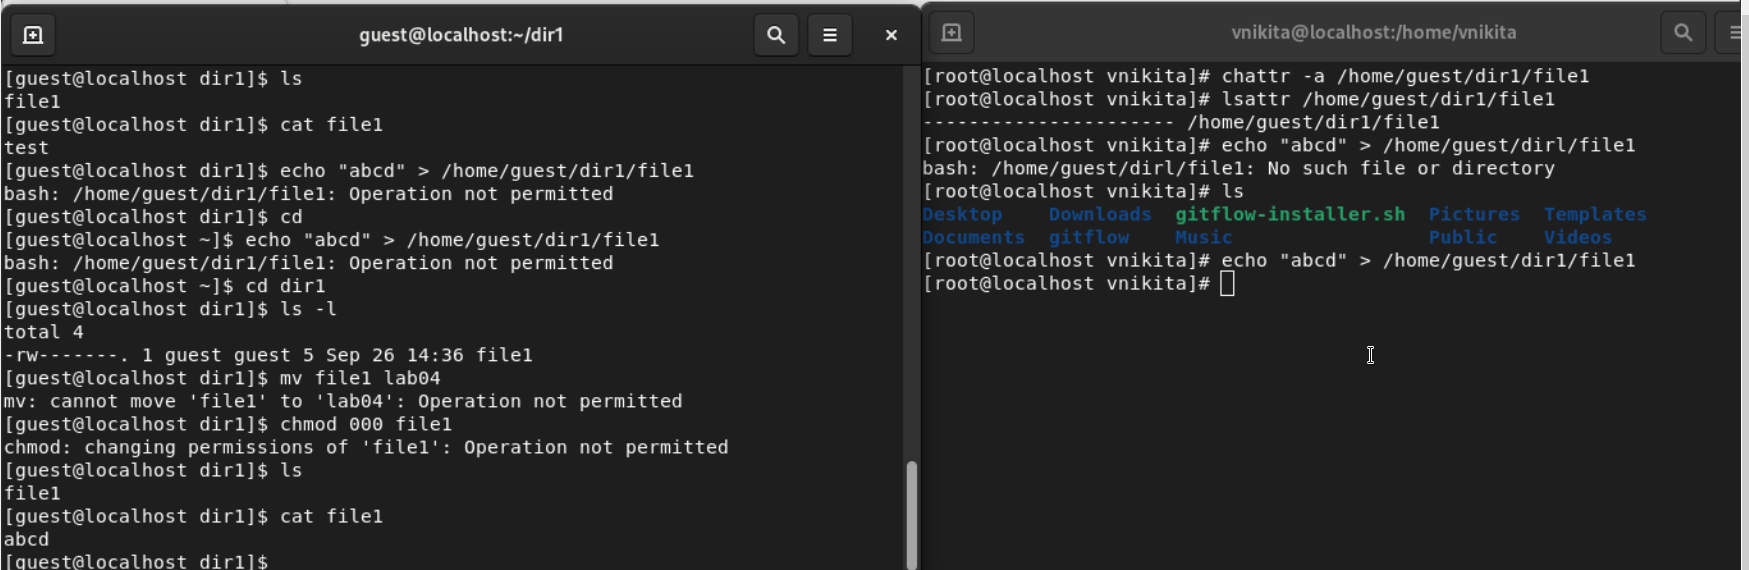 guest@localhost:~/dir1
[guest@localhost dir1]$ ls
file1
[guest@localhost dir1]$ cat file1
test
[guest@localhost dir1]$ echo "abcd" > /home/guest/dir1/file1
bash: /home/guest/dir1/file1: Operation not permitted
[guest@localhost dir1]$ cd
[guest@localhost ~]$ echo "abcd" > /home/guest/dir1/file1
bash: /home/guest/dir1/file1: Operation not permitted
[guest@localhost ~]$ cd dir1
[guest@localhost dir1]$ ls -l
total 4
-rw-------. 1 guest guest 5 Sep 26 14:36 file1
[guest@localhost dir1]$ mv file1 lab04
mv: cannot move 'file1' to 'lab04': Operation not permitted
[guest@localhost dir1]$ chmod 000 file1
chmod: changing permissions of 'file1': Operation not permitted
[guest@localhost dir1]$ ls
file1
[guest@localhost dir1]$ cat file1
abcd
[guest@localhost dir1]$
vnikita@localhost:/home/vnikita
[root@localhost vnikita]# chattr -a /home/guest/dir1/file1
[root@localhost vnikita]# lsattr /home/guest/dir1/file1
---------------------- /home/guest/dir1/file1
[root@localhost vnikita]# echo "abcd" > /home/guest/dirl/file1
bash: /home/guest/dirl/file1: No such file or directory
[root@localhost vnikita]# ls
Desktop Downloads gitflow-installer.sh Pictures Templates
Documents gitflow Music Public Videos
[root@localhost vnikita]# echo "abcd" > /home/guest/dir1/file1
[root@localhost vnikita]#